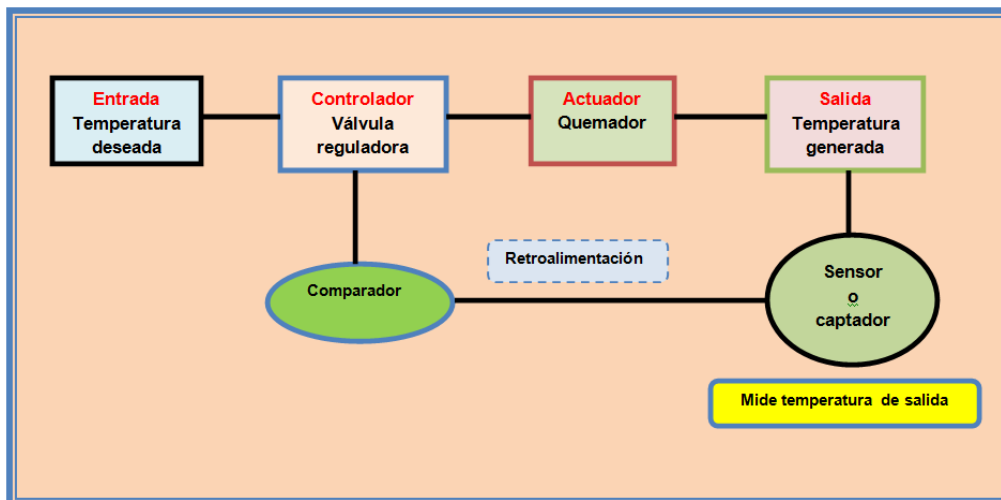 Entrada
Temperatura
deseada
Controlador
Válvula
reguladora
Actuador
Quemador
Salida
Temperatura
generada
Retroalimentación
Comparador
Sensor
o
captador
Mide temperatura de salida